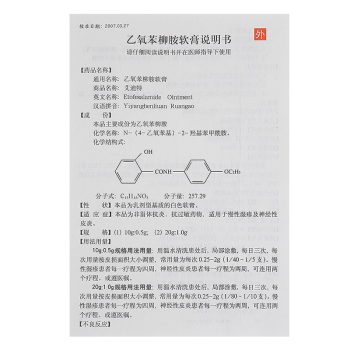 核准日期：2007.03.07
外
乙氧苯柳胺软膏说明书
请仔细阅读说明书并在医师指导下使用
【药品名称】
通用名称：乙氧苯柳胺软膏
商品名称：艾迪特
英文名称：Etofesalamide Ointment
汉语拼音：Yiyangbenliuan Ruangao
【成 份】
本品主要成份为乙氧苯柳胺
化学名称：N-（4-乙氧苯基）-2-羟基苯甲酰胺。
化学结构式：
OH
CONH
OC₂H₅
分子式：C₁₅H₁₅NO₃ 分子量：257.29
【性 状】本品为乳剂型基质的白色软膏。
【适 应 症】本品为非甾体抗炎、抗过敏药物，适用于慢性湿疹及神经性
皮炎。
【规 格】(1) 10g:0.5g；(2) 20g:1.0g
【用法用量】
10g:0.5g规格用法用量：用温水清洗患处后，局部涂敷，每日三次，每
次用量按皮损面积大小调整，常用量为每次0.25-2g（1/40-1/5支）。慢
性湿疹患者每一疗程为四周，神经性皮炎患者每一疗程为两周，可连用两
个疗程，或遵医嘱。
20g:1.0g规格用法用量：用温水清洗患处后，局部涂敷，每日三次，每
次用量按皮损面积大小调整，常用量为每次0.25-2g（1/80-1/10支）。慢
性湿疹患者每一疗程为四周，神经性皮炎患者每一疗程为两周，可连用两
个疗程，或遵医嘱。
【不良反应】